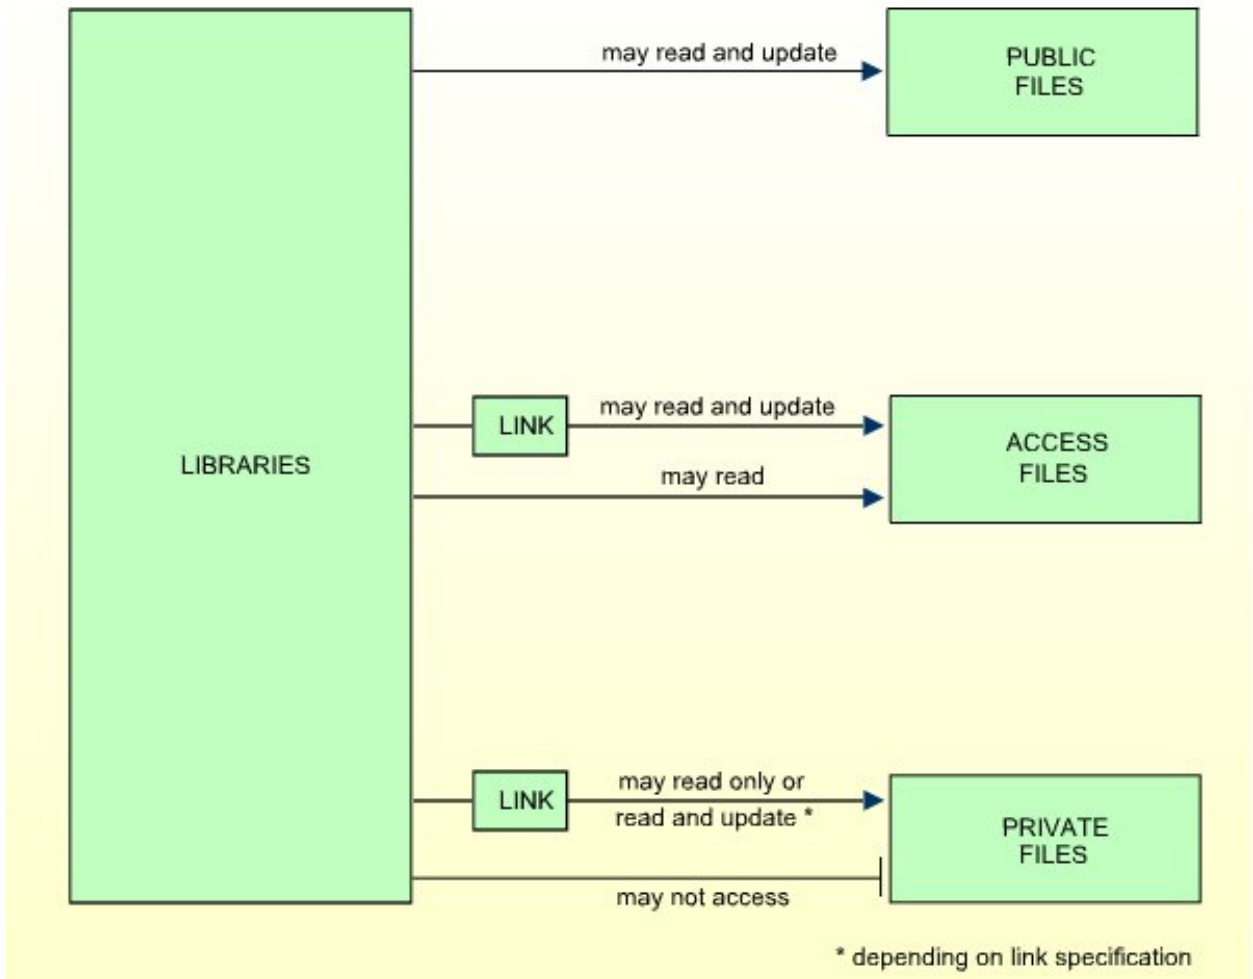 may read and update
PUBLIC
FILES
LIBRARIES
LINK
may read and update
may read
ACCESS
FILES
LINK
may read only or
read and update *
may not access
PRIVATE
FILES
* depending on link specification